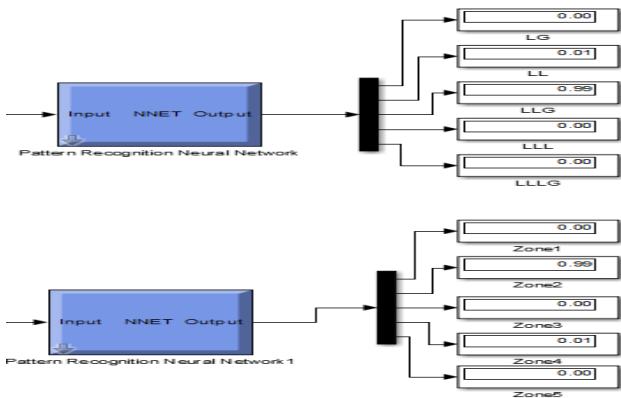 0.00
LG
0.01
LL
0.99
LLG
0.00
LLL
0.00
LLLG
Input NNET Output
Pattern Recognition Neural Network
0.00
Zone1
0.99
Zone2
0.00
Zone3
0.01
Zone4
0.00
Zone5
Input NNET Output
Pattern Recognition Neural Network1